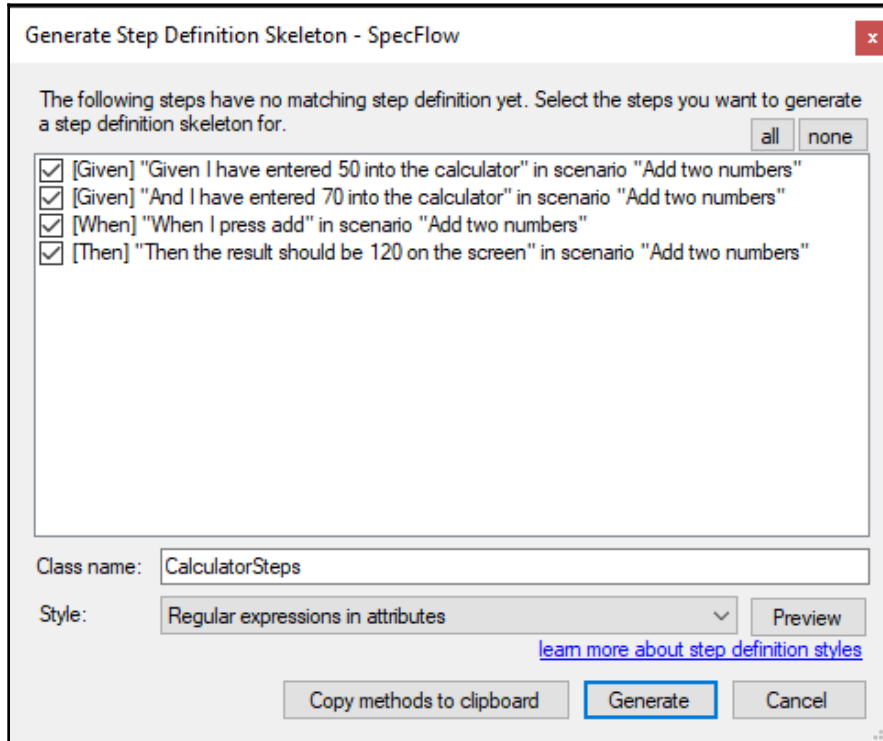 Generate Step Definition Skeleton - SpecFlow
x
The following steps have no matching step definition yet. Select the steps you want to generate
a step definition skeleton for.
all none
[Given] "Given I have entered 50 into the calculator" in scenario "Add two numbers"
[Given] "And I have entered 70 into the calculator" in scenario "Add two numbers"
[When] "When I press add" in scenario "Add two numbers"
[Then] "Then the result should be 120 on the screen" in scenario "Add two numbers"
Class name: CalculatorSteps
Style: Regular expressions in attributes Preview
learn more about step definition styles
Copy methods to clipboard Generate Cancel